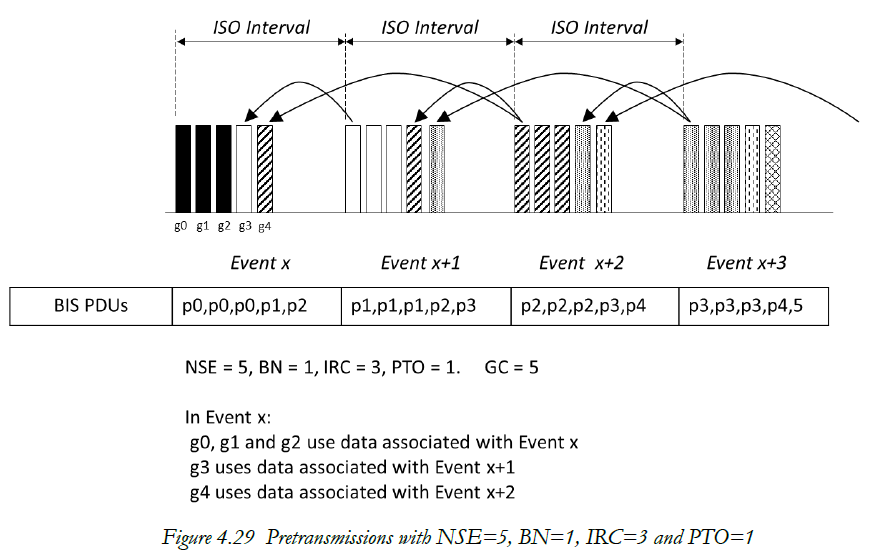 ISO Interval ISO Interval ISO Interval
g0 g1 g2 g3 g4
Event x Event x+1 Event x+2 Event x+3
BIS PDUs p0,p0,p0,p1,p2 p1,p1,p1,p2,p3 p2,p2,p2,p3,p4 p3,p3,p3,p4,5
NSE = 5, BN = 1, IRC = 3, PTO = 1. GC = 5
In Event x:
g0, g1 and g2 use data associated with Event x
g3 uses data associated with Event x+1
g4 uses data associated with Event x+2
Figure 4.29 Pretransmissions with NSE=5, BN=1, IRC=3 and PTO=1